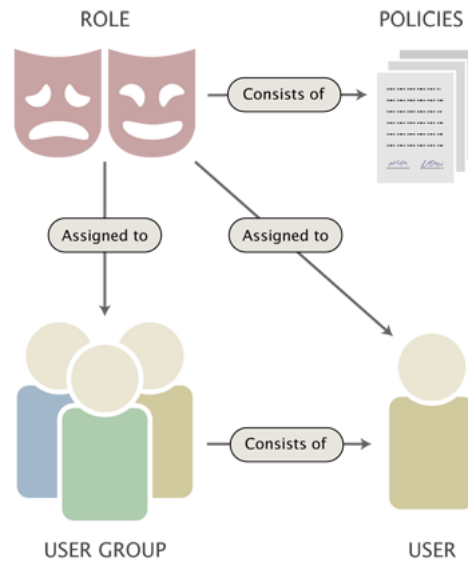 ROLE
POLICIES
Consists of
Assigned to
Assigned to
Consists of
USER GROUP
USER